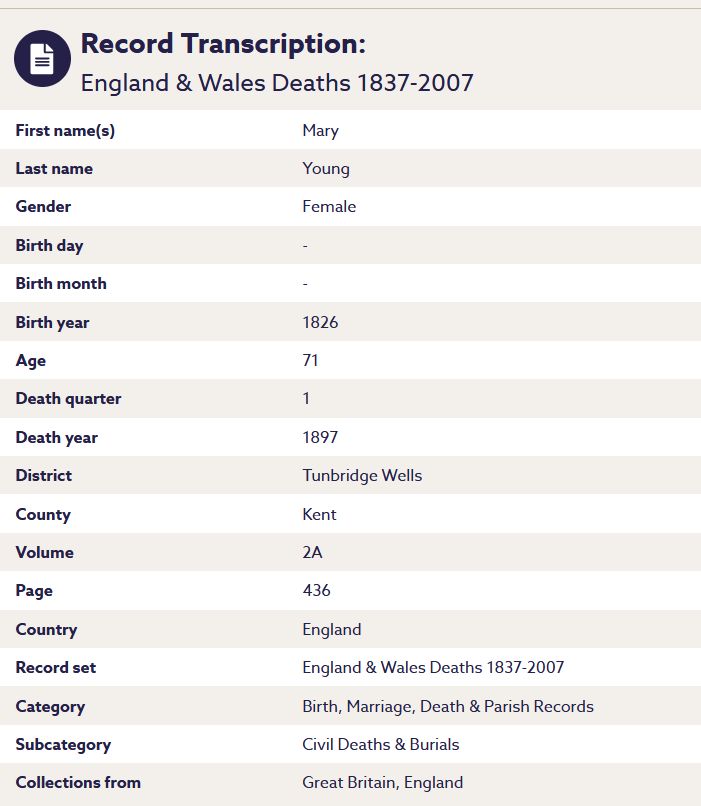 Record Transcription:
England & Wales Deaths 1837-2007
First name(s) Mary
Last name Young
Gender Female
Birth day -
Birth month -
Birth year 1826
Age 71
Death quarter 1
Death year 1897
District Tunbridge Wells
County Kent
Volume 2A
Page 436
Country England
Record set England & Wales Deaths 1837-2007
Category Birth, Marriage, Death & Parish Records
Subcategory Civil Deaths & Burials
Collections from Great Britain, England